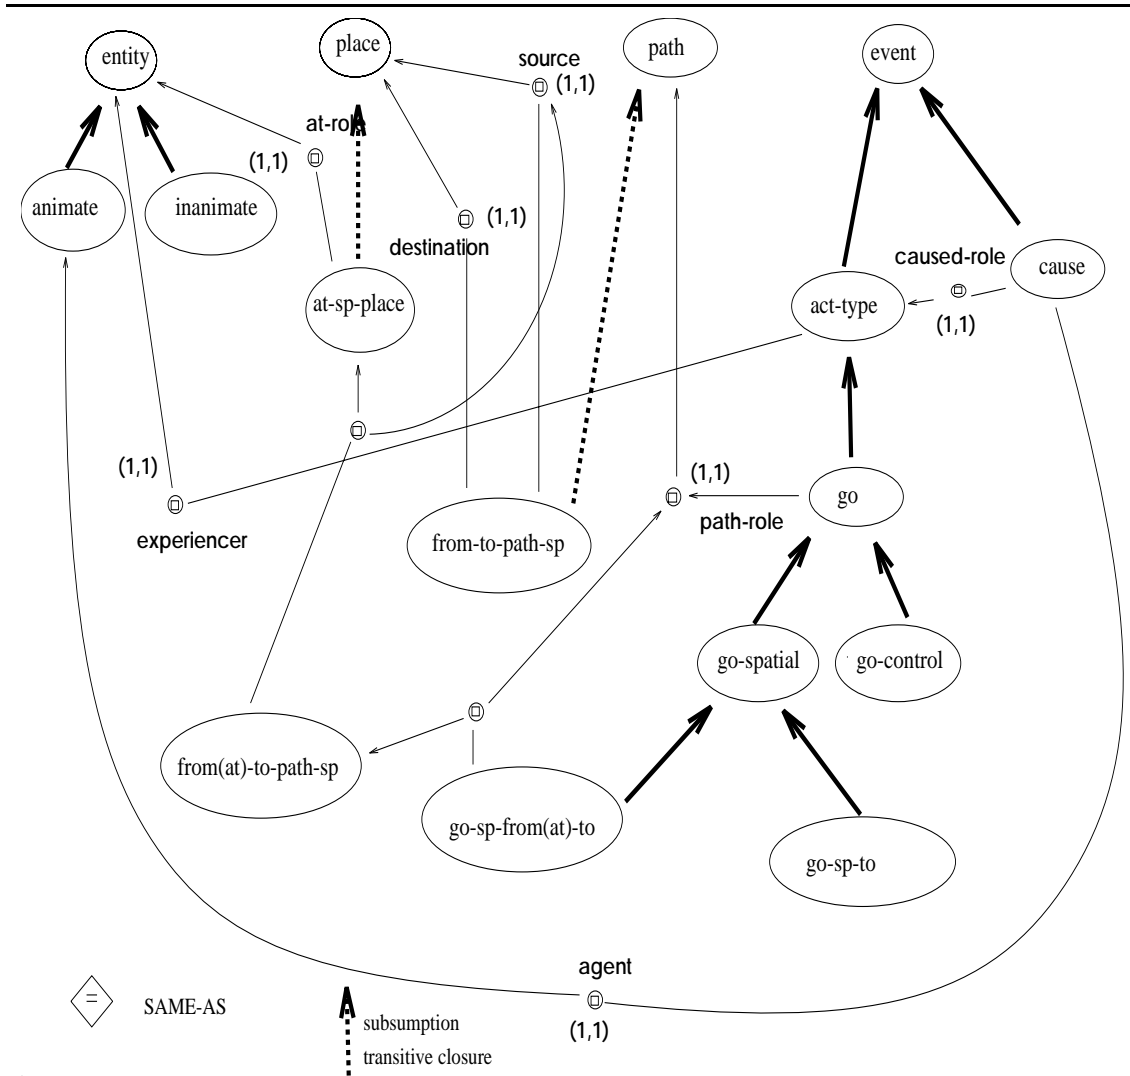 entity
place
source
(1,1)
path
event
at-role
(1,1)
animate
inanimate
(1,1)
destination
caused-role
cause
at-sp-place
act-type
(1,1)
(1,1)
(1,1)
go
path-role
experiencer
from-to-path-sp
go-spatial
go-control
from(at)-to-path-sp
go-sp-from(at)-to
go-sp-to
agent
(1,1)
=
SAME-AS
subsumption
transitive closure